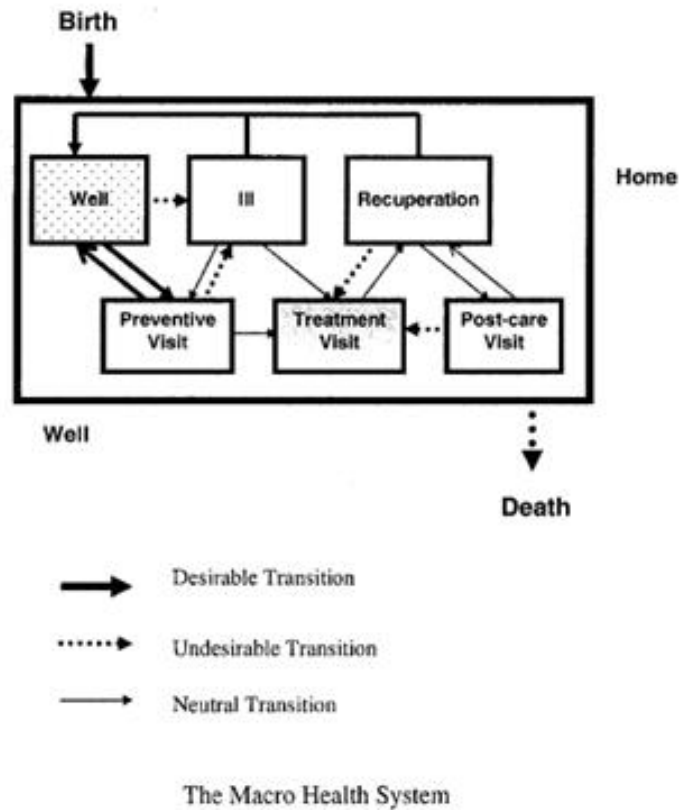 Birth
Home
Well
Ill
Recuperation
Preventive
Visit
Treatment
Visit
Post-care
Visit
Well
Death
Desirable Transition
Undesirable Transition
Neutral Transition
The Macro Health System